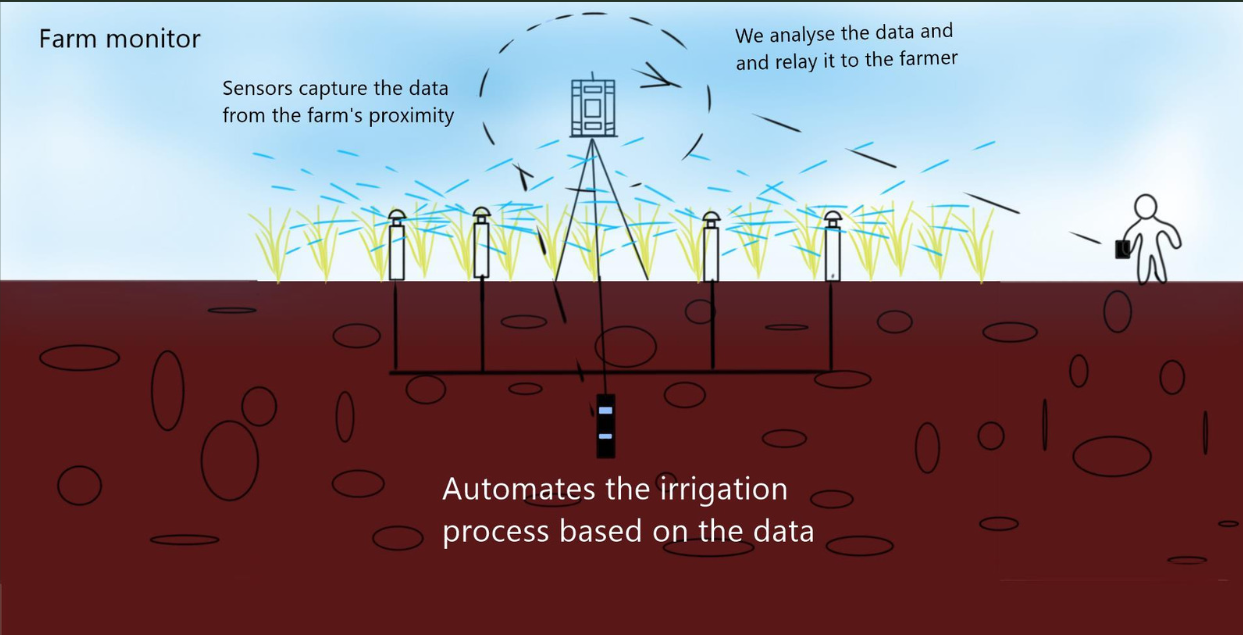 Farm monitor
Sensors capture the data
from the farm's proximity
We analyse the data and
and relay it to the farmer
Automates the irrigation
process based on the data